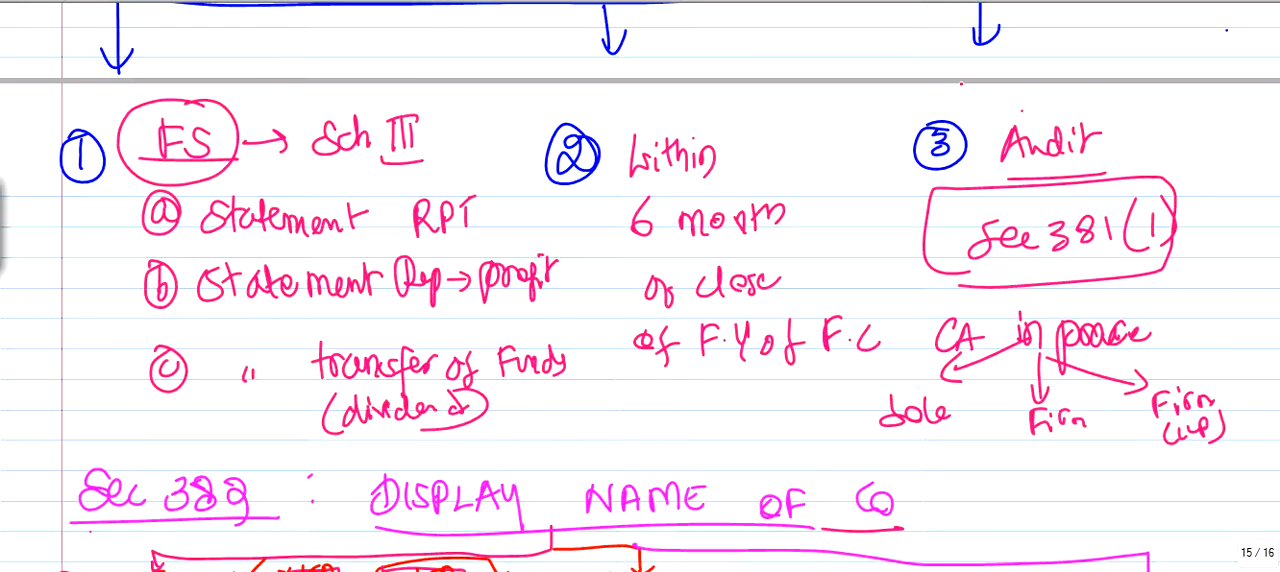 ① FS → Sch III
ⓐ Statement RPT
ⓑ Statement Rep → profit
ⓒ " transfer of Funds
(dividend)
② Within
6 month
of close
of F.Y of F.C
③ Audit
Sec 381(1)
CA in
Sole Firm Firm
(LLP)
Sec 382 : DISPLAY NAME OF CO
15 / 16